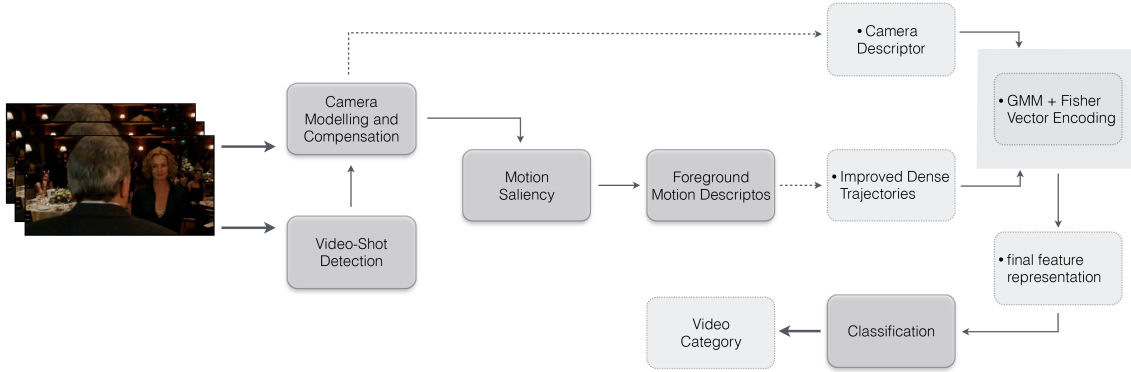 • Camera
Descriptor
Camera
Modelling and
Compensation
• GMM + Fisher
Vector Encoding
Motion
Saliency
Foreground
Motion Descriptos
• Improved Dense
Trajectories
Video-Shot
Detection
• final feature
representation
Video
Category
Classification